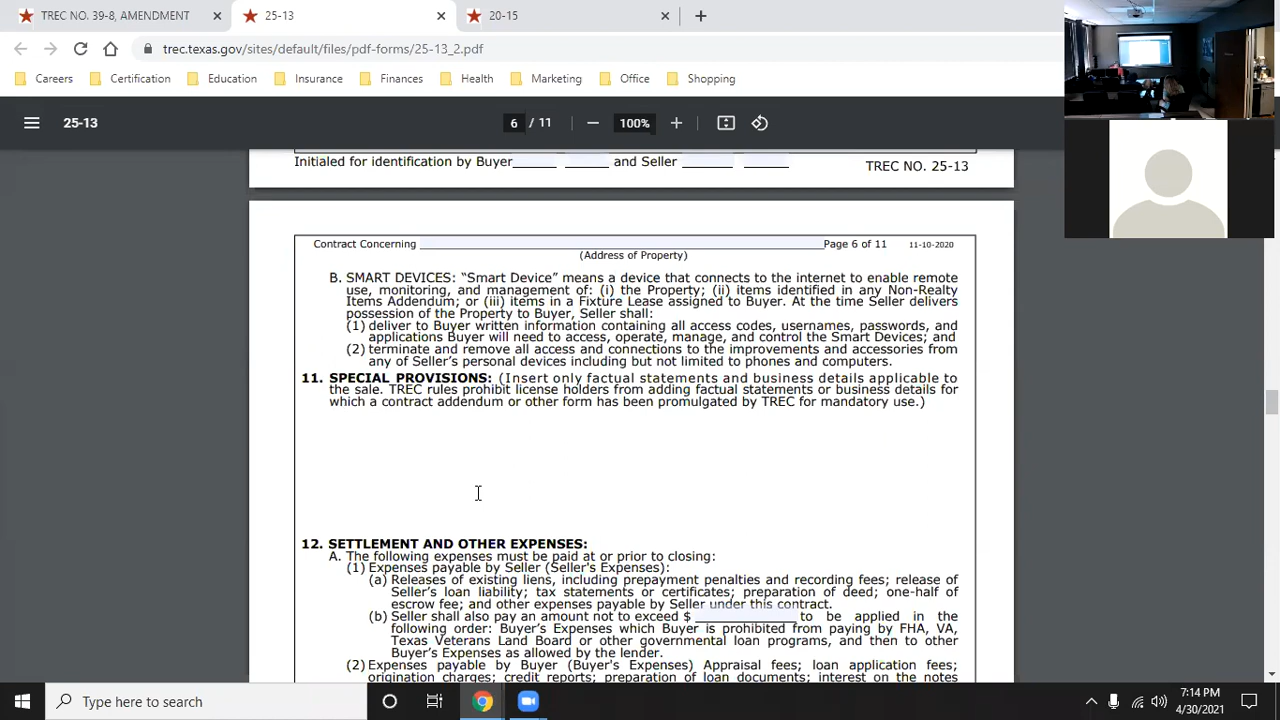 TREC NO. 39-8, AMENDMENT
25-13
20-15
trec.texas.gov/sites/default/files/pdf-forms/25-13_2.pdf
Careers Certification Education Insurance Finances Health Marketing Office Shopping
25-13
6 / 11
100%
Initialed for identification by Buyer_____ _____ and Seller _____ _____ TREC NO. 25-13
Contract Concerning Page 6 of 11 11-10-2020
(Address of Property)
B. SMART DEVICES: “Smart Device” means a device that connects to the internet to enable remote
use, monitoring, and management of: (i) the Property; (ii) items identified in any Non-Realty
Items Addendum; or (iii) items in a Fixture Lease assigned to Buyer. At the time Seller delivers
possession of the Property to Buyer, Seller shall:
(1) deliver to Buyer written information containing all access codes, usernames, passwords, and
applications Buyer will need to access, operate, manage, and control the Smart Devices; and
(2) terminate and remove all access and connections to the improvements and accessories from
any of Seller’s personal devices including but not limited to phones and computers.
11. SPECIAL PROVISIONS: (Insert only factual statements and business details applicable to
the sale. TREC rules prohibit license holders from adding factual statements or business details for
which a contract addendum or other form has been promulgated by TREC for mandatory use.)
12. SETTLEMENT AND OTHER EXPENSES:
A. The following expenses must be paid at or prior to closing:
(1) Expenses payable by Seller (Seller's Expenses):
(a) Releases of existing liens, including prepayment penalties and recording fees; release of
Seller’s loan liability; tax statements or certificates; preparation of deed; one-half of
escrow fee; and other expenses payable by Seller under this contract.
(b) Seller shall also pay an amount not to exceed $ __________ to be applied in the
following order: Buyer’s Expenses which Buyer is prohibited from paying by FHA, VA,
Texas Veterans Land Board or other governmental loan programs, and then to other
Buyer’s Expenses as allowed by the lender.
(2) Expenses payable by Buyer (Buyer's Expenses) Appraisal fees; loan application fees;
origination charges; credit reports; preparation of loan documents; interest on the notes
Type here to search
7:14 PM
4/30/2021